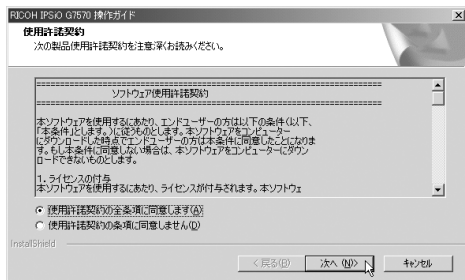 RICOH IPSiO G7570 操作ガイド
使用許諾契約
次の製品使用許諾契約を注意深くお読みください。
==================================================
ソフトウェア使用許諾契約
==================================================
本ソフトウェアを使用するにあたり、エンドユーザーの方は以下の条件(以下、
「本条件」とします。)に従うものとします。本ソフトウェアをコンピューター
にダウンロードした時点でエンドユーザーの方は本条件に同意したことになりま
す。もし本条件に同意しない場合は、本ソフトウェアをコンピューターにダウン
ロードできないものとします。
1. ライセンスの付与
本ソフトウェアを使用するにあたり、ライセンスが付与されます。本ソフトウェ
使用許諾契約の全条項に同意します(A)
使用許諾契約の条項に同意しません(D)
InstallShield
< 戻る(B)
次へ (N)>
キャンセル